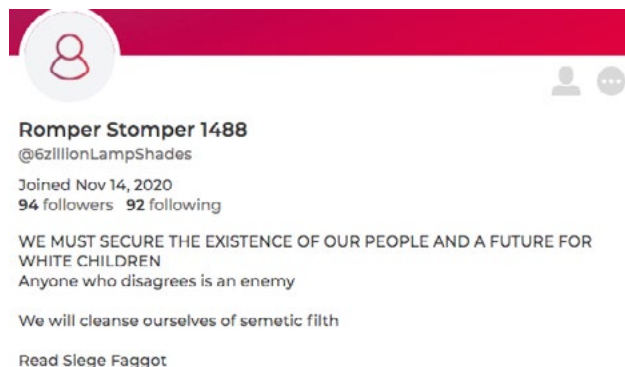 Romper Stomper 1488
@6zillionLampShades
Joined Nov 14, 2020
94 followers 92 following
WE MUST SECURE THE EXISTENCE OF OUR PEOPLE AND A FUTURE FOR
WHITE CHILDREN
Anyone who disagrees is an enemy
We will cleanse ourselves of semetic filth
Read Siege Faggot